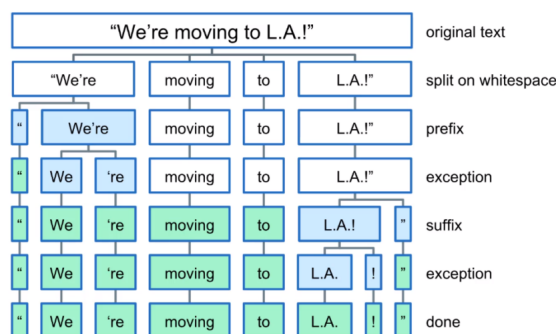 “We’re moving to L.A.!” original text
“We’re moving to L.A.!” split on whitespace
“ We’re moving to L.A.!” prefix
“ We ‘re moving to L.A.!” exception
“ We ‘re moving to L.A.! ” suffix
“ We ‘re moving to L.A. ! ” exception
“ We ‘re moving to L.A. ! ” done